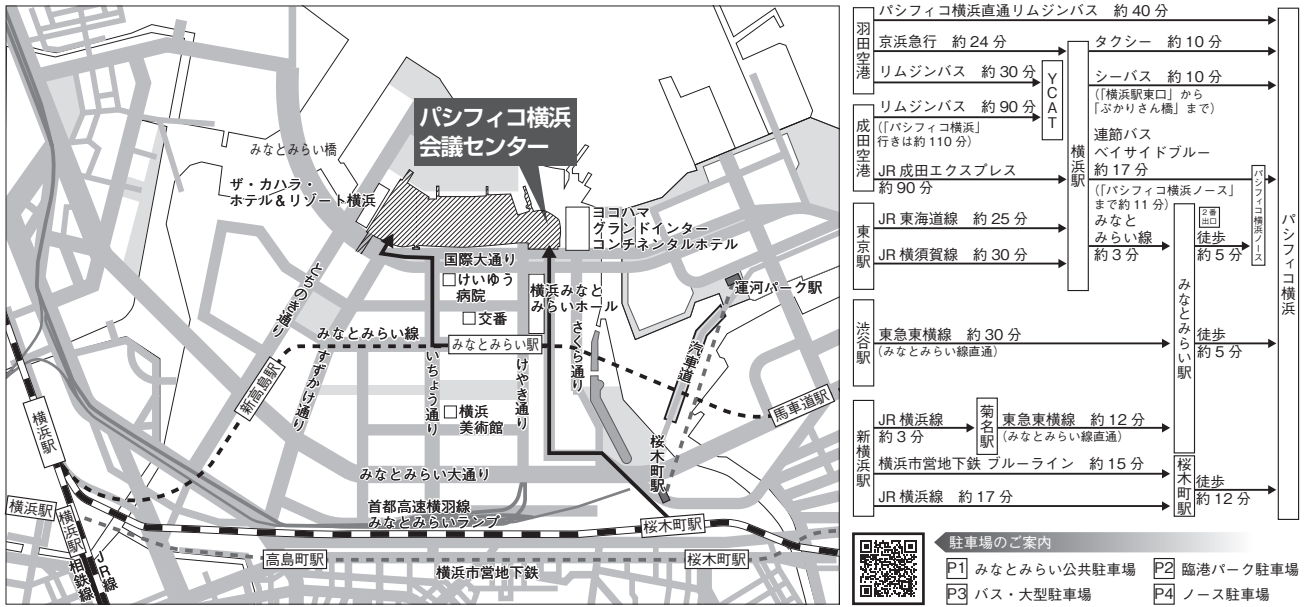 パシフィコ横浜
会議センター
みなとみらい橋
ザ・カハラ・
ホテル＆リゾート横浜
ヨコハマ
グランドインター
コンチネンタルホテル
国際大通り
けいゆう
病院
横浜みなと
みらいホール
運河パーク駅
とちのき通り
交番
みなとみらい線
みなとみらい駅
さくら通り
汽車道
すずかけ通り
いちょう通り
けやき通り
新高島駅
馬車道駅
横浜
美術館
横浜駅
桜木町駅
みなとみらい大通り
首都高速横羽線
みなとみらいランプ
横浜駅
横浜駅
桜木町駅
高島町駅
桜木町駅
横浜市営地下鉄
JR線
相鉄線
羽田空港
パシフィコ横浜直通リムジンバス 約40分
京浜急行 約24分
リムジンバス 約30分
YCAT
成田空港
リムジンバス 約90分
(「パシフィコ横浜」
行きは約110分)
JR成田エクスプレス
約90分
東京駅
JR東海道線 約25分
JR横須賀線 約30分
横浜駅
タクシー 約10分
シーバス 約10分
(「横浜駅東口」から
「ぷかりさん橋」まで)
連節バス
ベイサイドブルー
約17分
(「パシフィコ横浜ノース」
まで約11分)
みなと
みらい線
約3分
2番
出口
徒歩
約5分
パシフィコ横浜ノース
渋谷駅
東急東横線 約30分
(みなとみらい線直通)
みなとみらい駅
徒歩
約5分
新横浜駅
JR横浜線
約3分
菊名駅
東急東横線 約12分
(みなとみらい線直通)
横浜市営地下鉄 ブルーライン 約15分
JR横浜線 約17分
桜木町駅
徒歩
約12分
パシフィコ横浜
駐車場のご案内
P1 みなとみらい公共駐車場
P2 臨港パーク駐車場
P3 バス・大型駐車場
P4 ノース駐車場